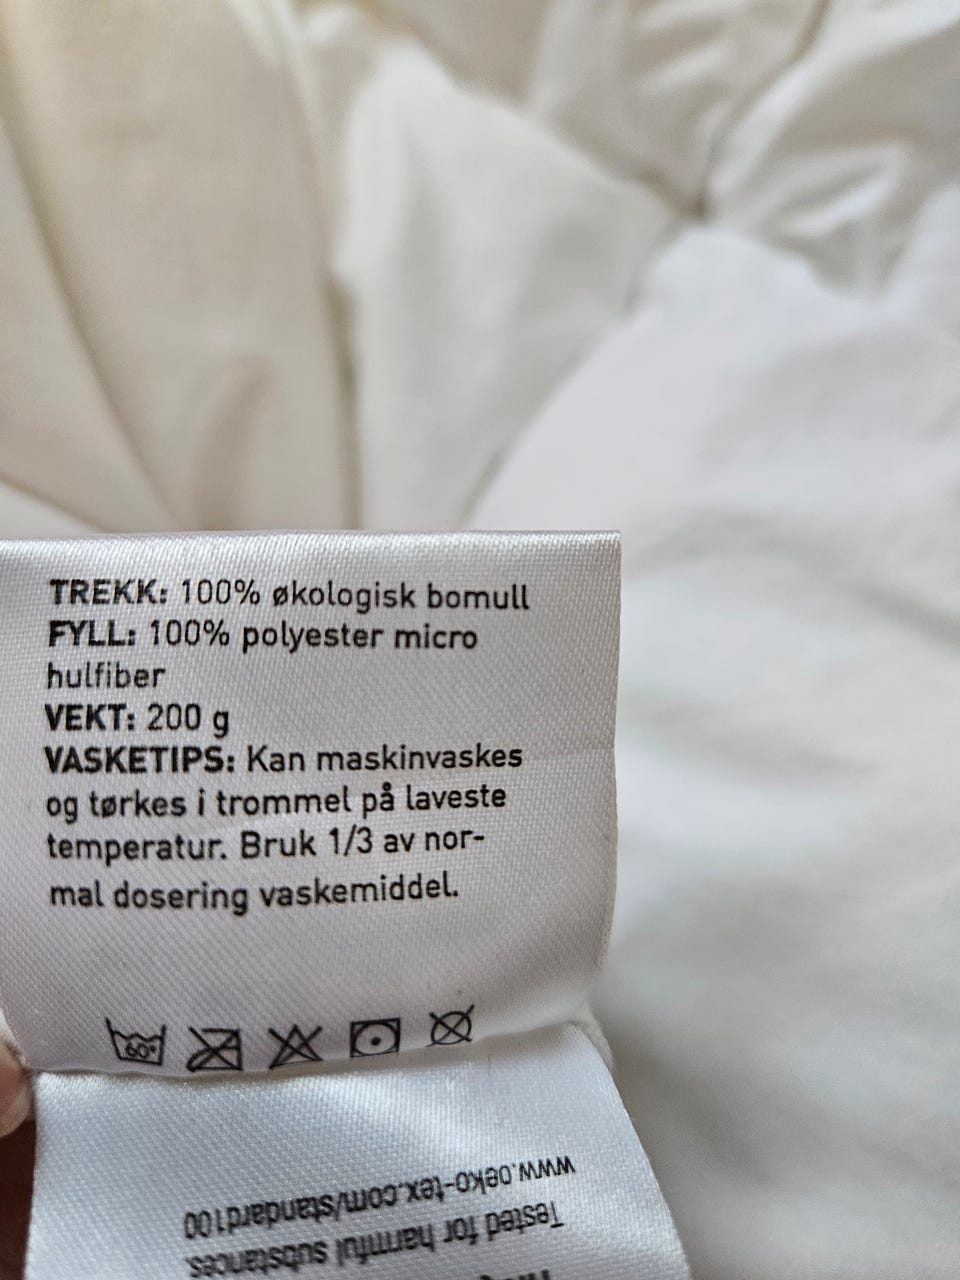 TREKK: 100% økologisk bomull
FYLL: 100% polyester micro
hulfiber
VEKT: 200 g
VASKETIPS: Kan maskinvaskes
og tørkes i trommel på laveste
temperatur. Bruk 1/3 av nor-
mal dosering vaskemiddel.
60°
Tested for harmful substances.
www.oeko-tex.com/standard100